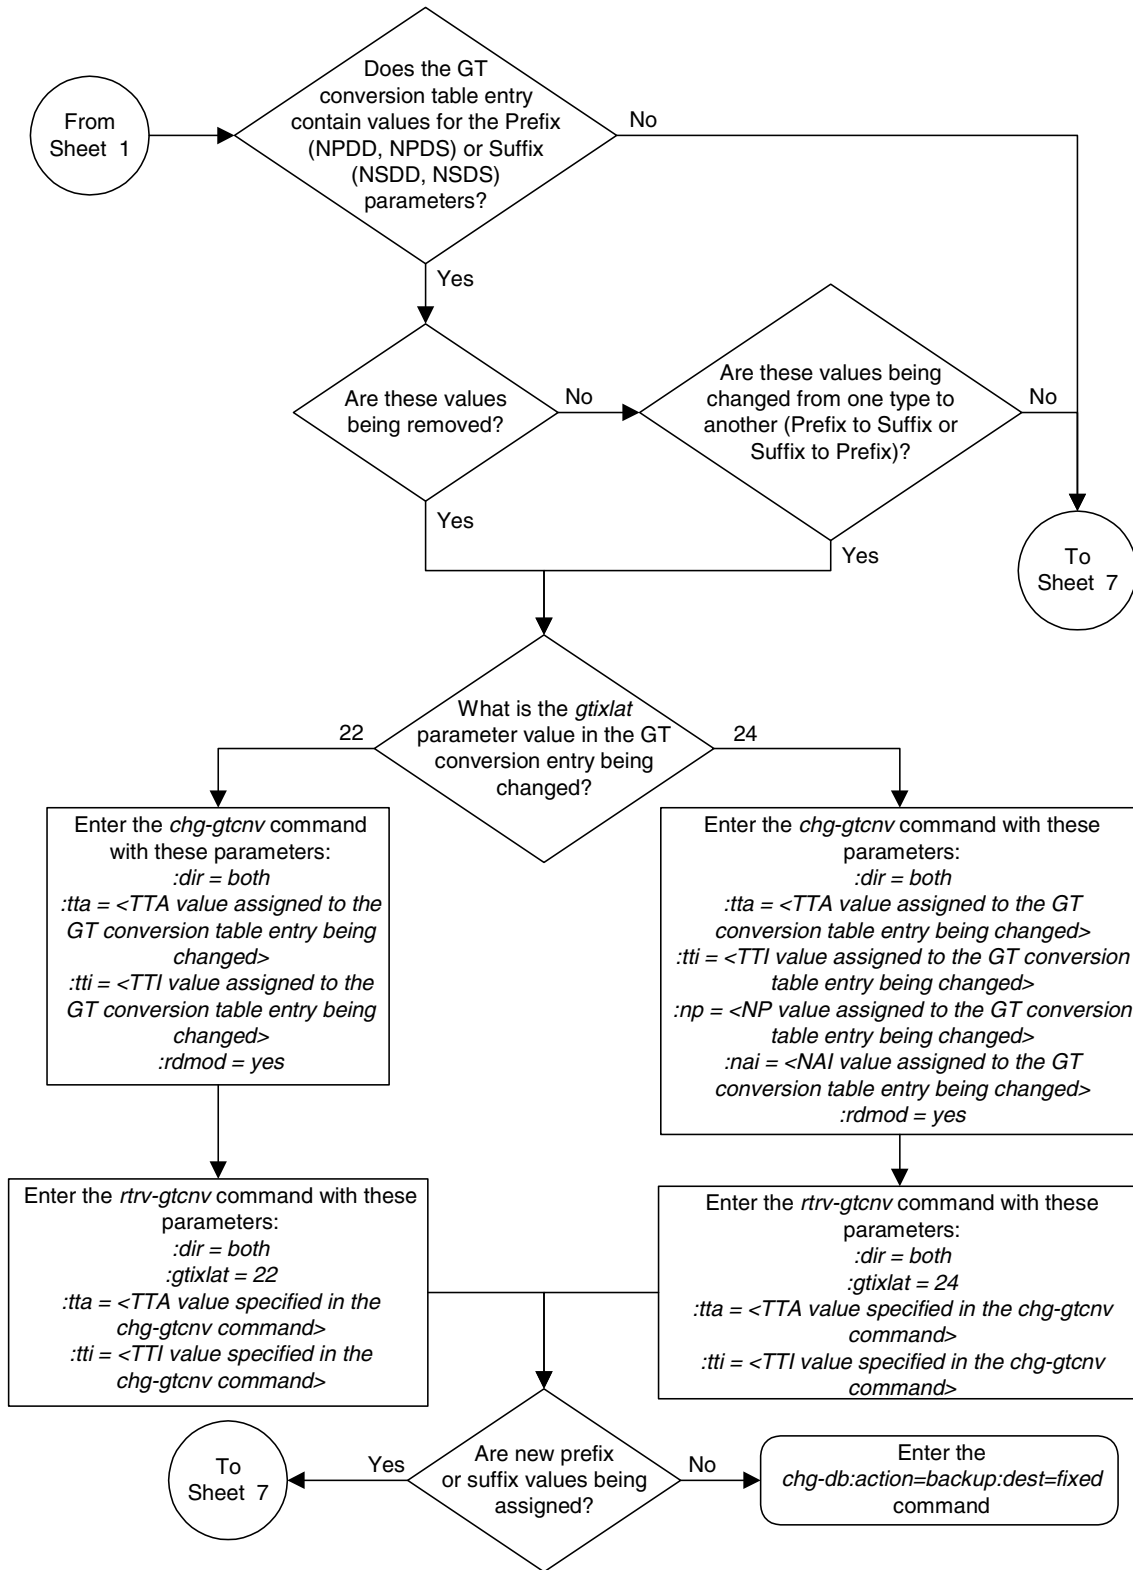 From
Sheet 1
Does the GT
conversion table entry
contain values for the Prefix
(NPDD, NPDS) or Suffix
(NSDD, NSDS)
parameters?
No
Yes
Are these values
being removed?
No
Are these values being
changed from one type to
another (Prefix to Suffix or
Suffix to Prefix)?
No
Yes
Yes
To
Sheet 7
What is the gtixlat
parameter value in the GT
conversion entry being
changed?
22
24
Enter the chg-gtcnv command
with these parameters:
:dir = both
:tta = <TTA value assigned to the
GT conversion table entry being
changed>
:tti = <TTI value assigned to the
GT conversion table entry being
changed>
:rdmod = yes
Enter the chg-gtcnv command with these
parameters:
:dir = both
:tta = <TTA value assigned to the GT
conversion table entry being changed>
:tti = <TTI value assigned to the GT conversion
table entry being changed>
:np = <NP value assigned to the GT conversion
table entry being changed>
:nai = <NAI value assigned to the GT
conversion table entry being changed>
:rdmod = yes
Enter the rtrv-gtcnv command with these
parameters:
:dir = both
:gtixlat = 22
:tta = <TTA value specified in the
chg-gtcnv command>
:tti = <TTI value specified in the
chg-gtcnv command>
Enter the rtrv-gtcnv command with these
parameters:
:dir = both
:gtixlat = 24
:tta = <TTA value specified in the chg-gtcnv
command>
:tti = <TTI value specified in the chg-gtcnv
command>
To
Sheet 7
Yes
Are new prefix
or suffix values being
assigned?
No
Enter the
chg-db:action=backup:dest=fixed
command